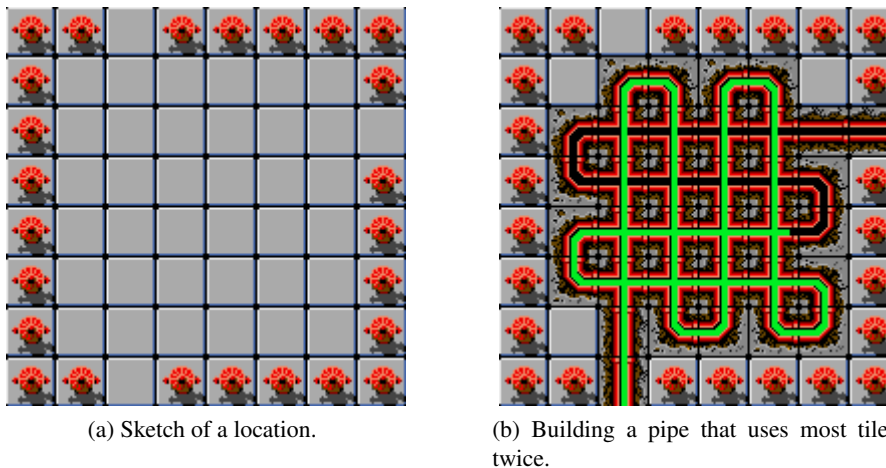 (a) Sketch of a location.
(b) Building a pipe that uses most tile
twice.